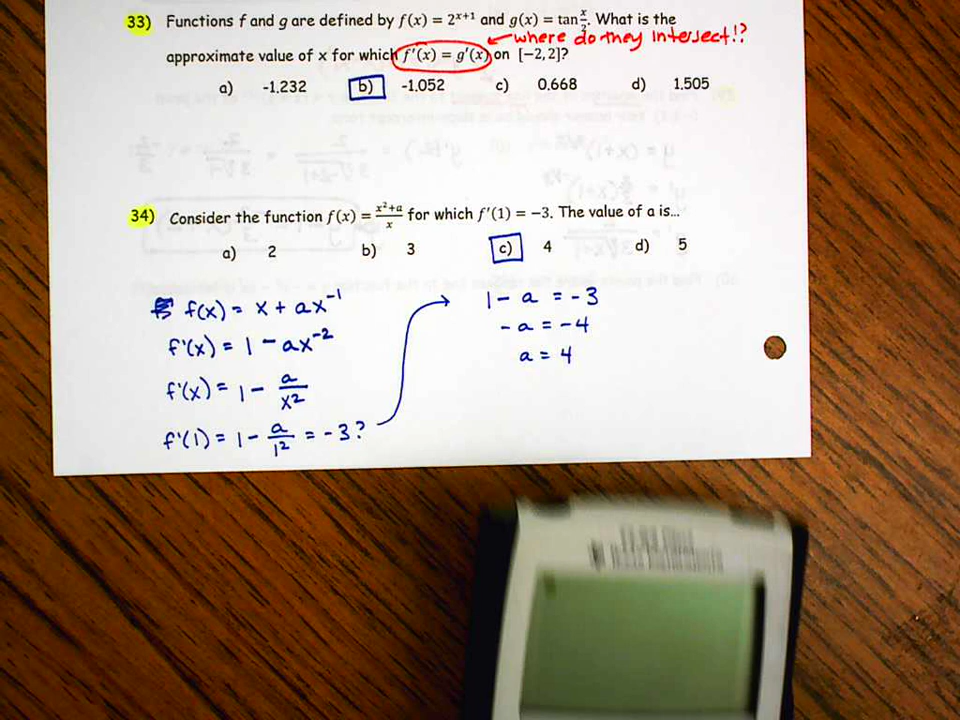 33) Functions f and g are defined by f(x) = 2^{x+1} and g(x) = tan x/2. What is the
where do they intersect!?
approximate value of x for which f'(x) = g'(x) on [-2,2]?
a) -1.232 b) -1.052 c) 0.668 d) 1.505
34) Consider the function f(x) = (x²+a)/x for which f'(1) = -3. The value of a is...
a) 2 b) 3 c) 4 d) 5
f(x) = x + ax⁻¹
f'(x) = 1 - ax⁻²
f'(x) = 1 - a/x²
f'(1) = 1 - a/1² = -3?
1 - a = -3
-a = -4
a = 4